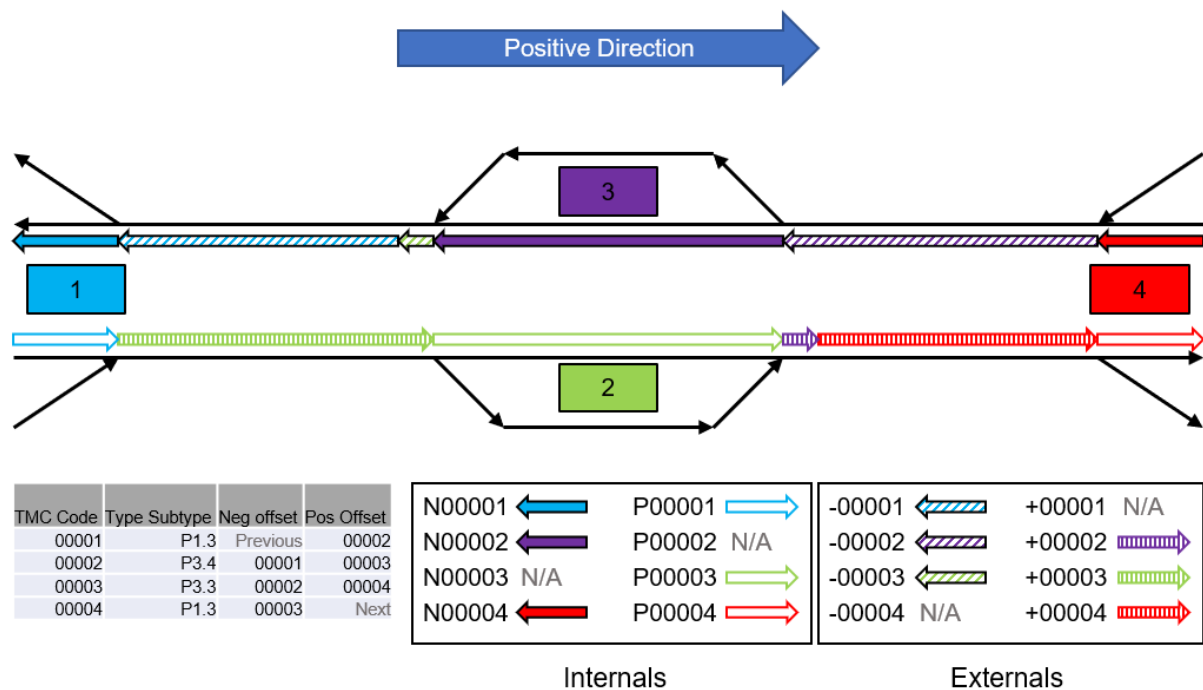 Positive Direction
3
1
4
2
TMC Code Type Subtype Neg offset Pos Offset
00001 P1.3 Previous 00002
00002 P3.4 00001 00003
00003 P3.3 00002 00004
00004 P1.3 00003 Next
N00001 P00001
N00002 P00002 N/A
N00003 N/A P00003
N00004 P00004
Internals
-00001 +00001 N/A
-00002 +00002
-00003 +00003
-00004 N/A +00004
Externals